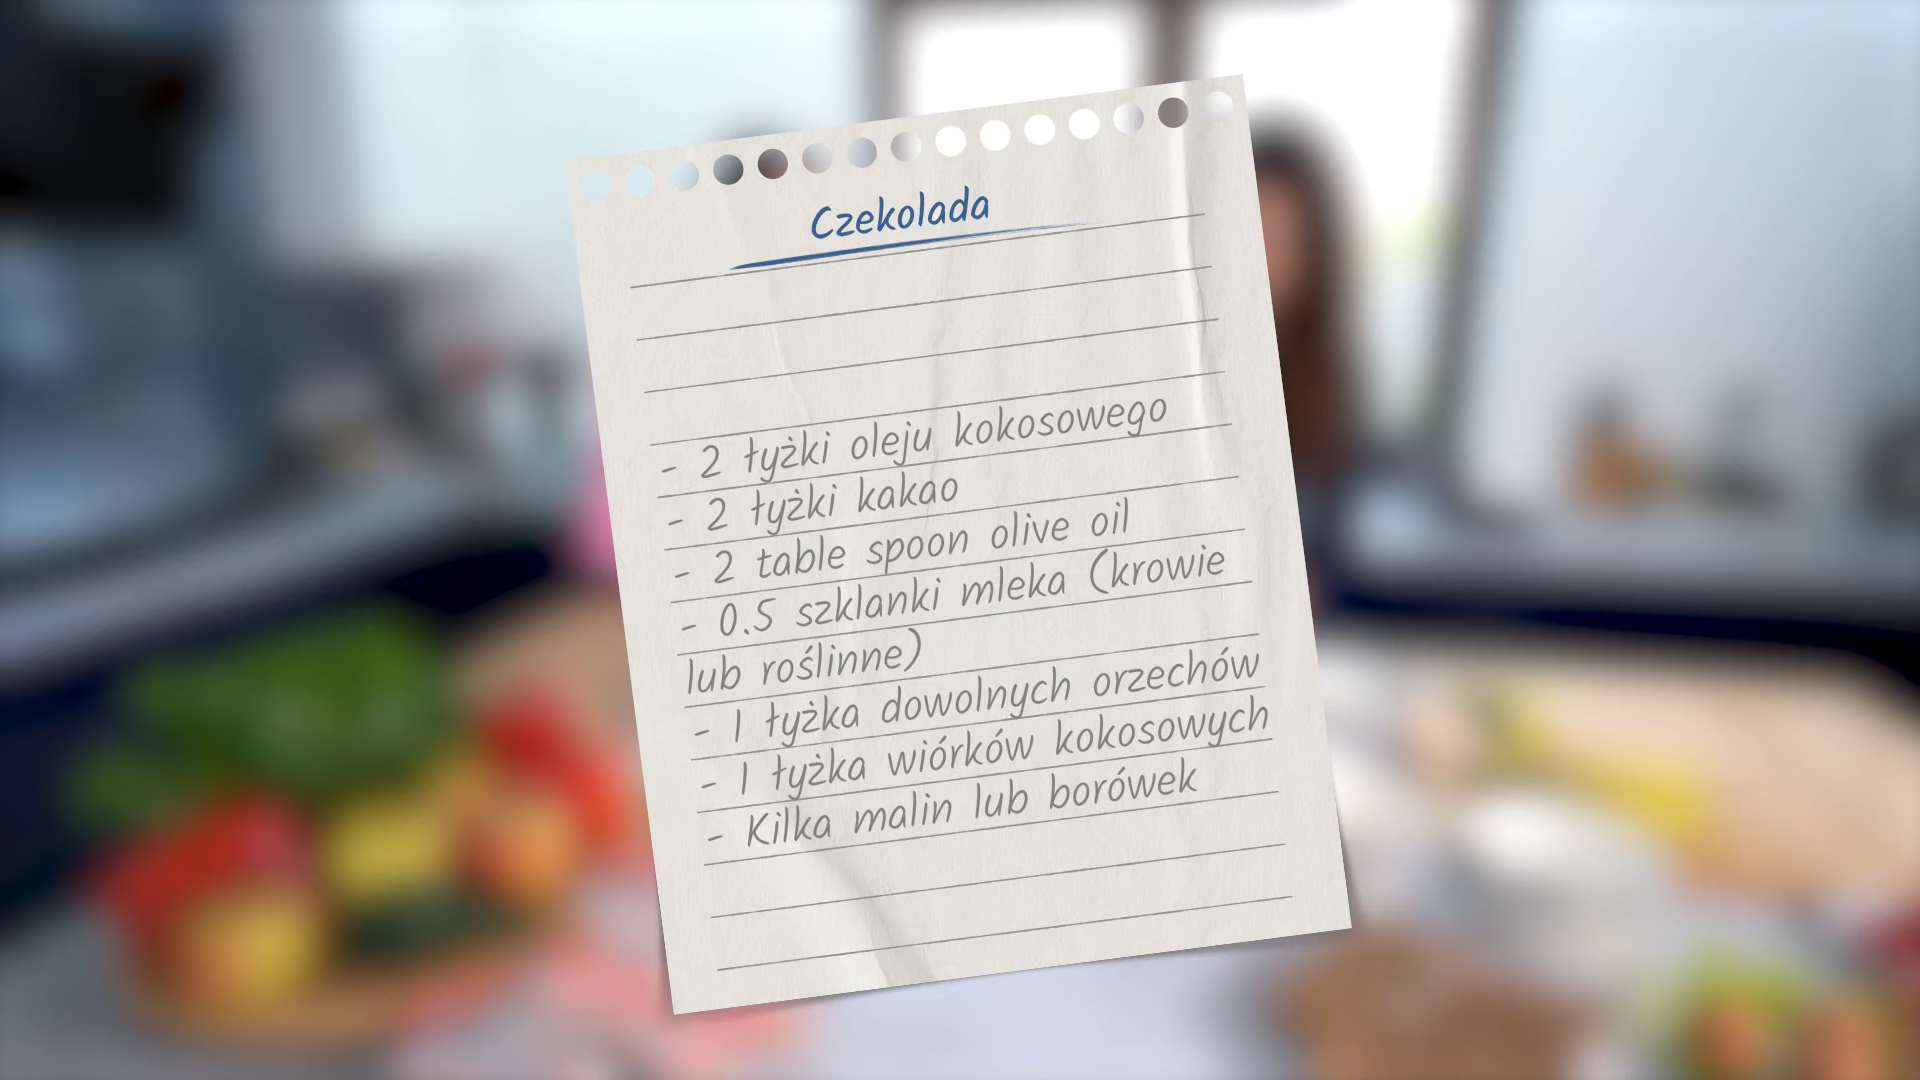 Czekolada
- 2 łyżki oleju kokosowego
- 2 łyżki kakao
- 2 table spoon olive oil
- 0.5 szklanki mleka (krowie
lub roślinne)
- 1 łyżka dowolnych orzechów
- 1 łyżka wiórków kokosowych
- Kilka malin lub borówek